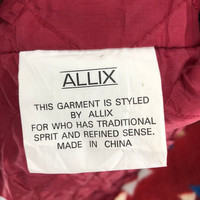 ALLIX
THIS GARMENT IS STYLED
BY ALLIX
FOR WHO HAS TRADITIONAL
SPRIT AND REFINED SENSE.
MADE IN CHINA